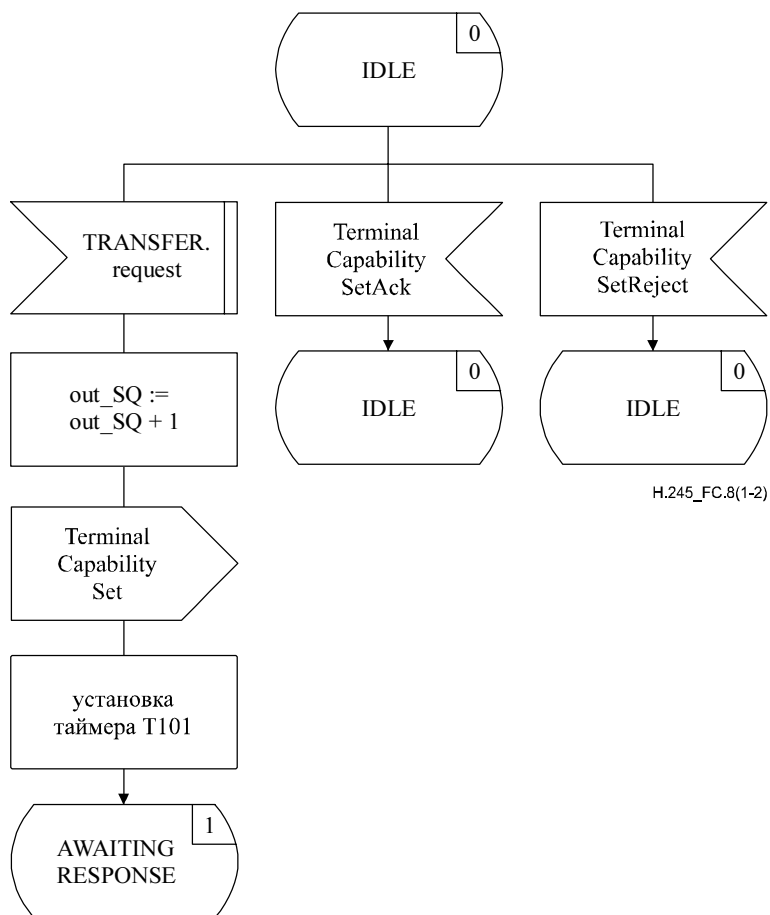 0
IDLE
TRANSFER.
request
Terminal
Capability
SetAck
Terminal
Capability
SetReject
out_SQ :=
out_SQ + 1
0
IDLE
0
IDLE
H.245_FC.8(1-2)
Terminal
Capability
Set
установка
таймера T101
1
AWAITING
RESPONSE